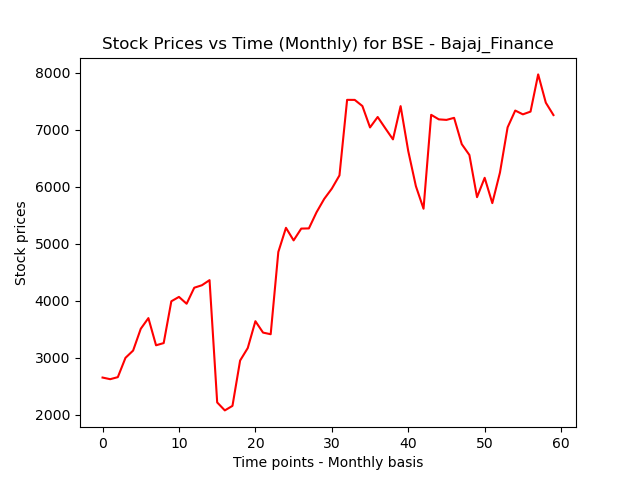 Stock Prices vs Time (Monthly) for BSE - Bajaj_Finance
8000
7000
6000
5000
4000
3000
2000
Stock prices
0 10 20 30 40 50 60
Time points - Monthly basis